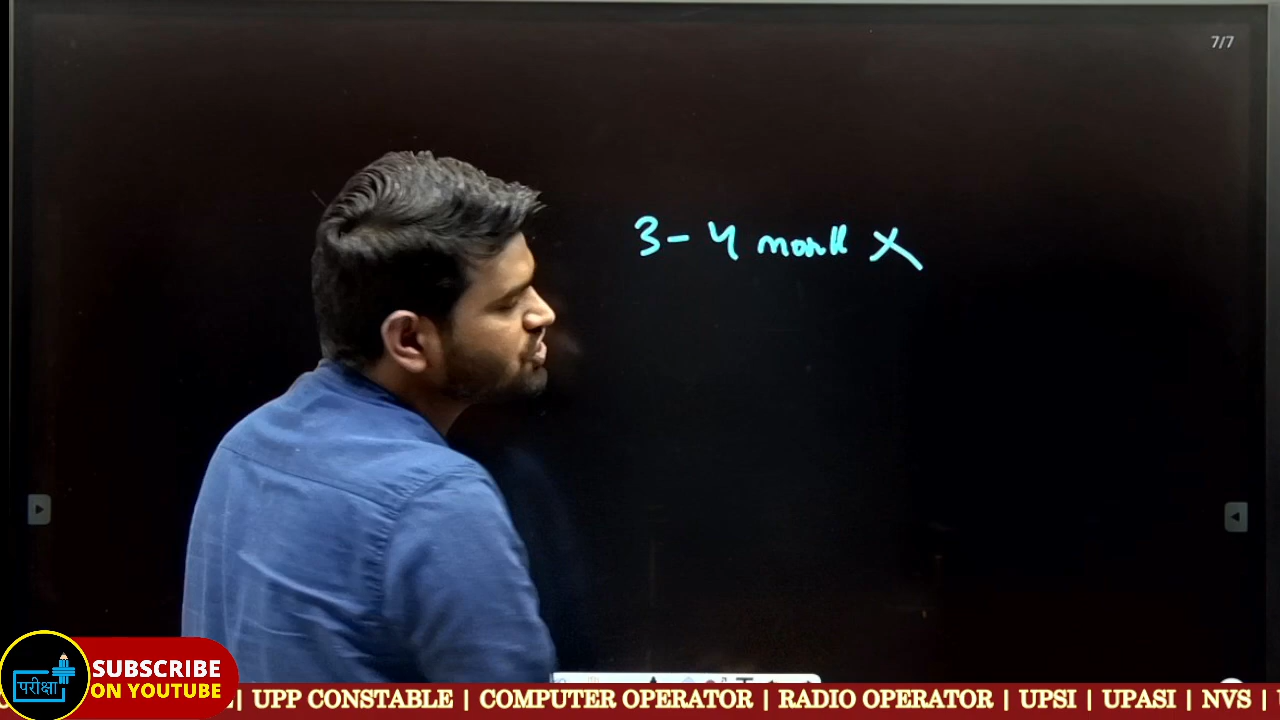 7/7
3-4 month X
परीक्षा
SUBSCRIBE
ON YOUTUBE
| UPP CONSTABLE | COMPUTER OPERATOR | RADIO OPERATOR | UPSI | UPASI | NVS |